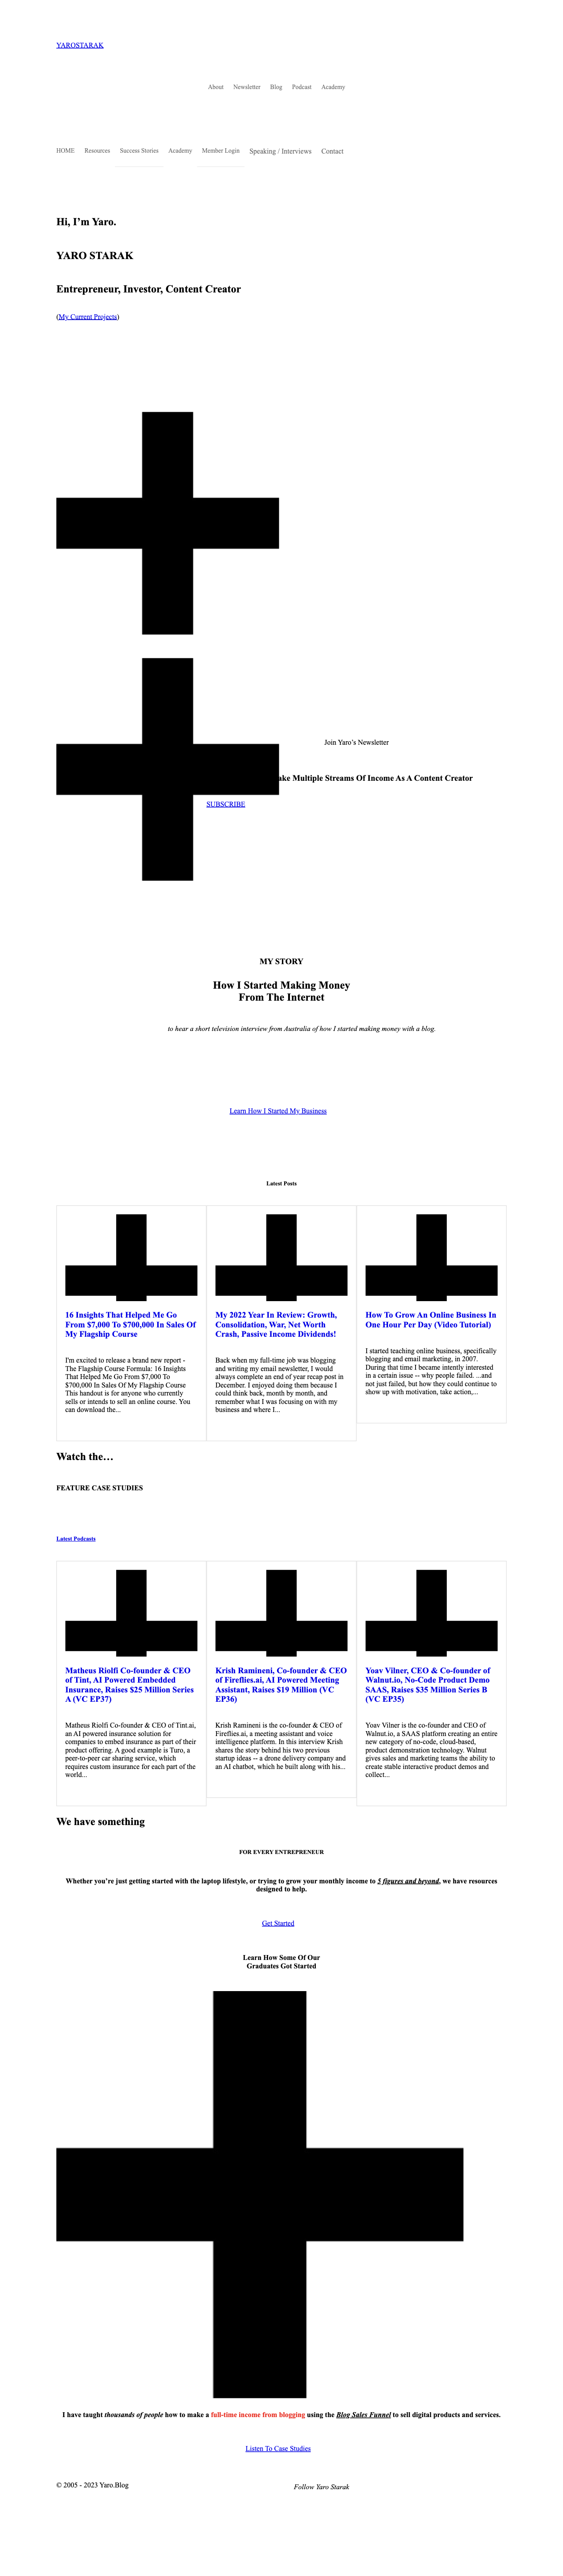 YAROSTARAK
About Newsletter Blog Podcast Academy
HOME Resources Success Stories Academy Member Login Speaking / Interviews Contact
Hi, I’m Yaro.
YARO STARAK
Entrepreneur, Investor, Content Creator
(My Current Projects)
Join Yaro’s Newsletter
Multiple Streams Of Income As A Content Creator
SUBSCRIBE
MY STORY
How I Started Making Money
From The Internet
to hear a short television interview from Australia of how I started making money with a blog.
Learn How I Started My Business
Latest Posts
16 Insights That Helped Me Go
From $7,000 To $700,000 In Sales Of
My Flagship Course
I'm excited to release a brand new report -
The Flagship Course Formula: 16 Insights
That Helped Me Go From $7,000 To
$700,000 In Sales Of My Flagship Course
This handout is for anyone who currently
sells or intends to sell an online course. You
can download the...
My 2022 Year In Review: Growth,
Consolidation, War, Net Worth
Crash, Passive Income Dividends!
Back when my full-time job was blogging
and writing my email newsletter, I would
always complete an end of year recap post in
December. I enjoyed doing them because I
could think back, month by month, and
remember what I was focusing on with my
business and where I...
How To Grow An Online Business In
One Hour Per Day (Video Tutorial)
I started teaching online business, specifically
blogging and email marketing, in 2007.
During that time I became intently interested
in a certain issue -- why people failed. ...and
not just failed, but how they could continue to
show up with motivation, take action,...
Watch the…
FEATURE CASE STUDIES
Latest Podcasts
Matheus Riolfi Co-founder & CEO
of Tint, AI Powered Embedded
Insurance, Raises $25 Million Series
A (VC EP37)
Matheus Riolfi Co-founder & CEO of Tint.ai,
an AI powered insurance solution for
companies to embed insurance as part of their
product offering. A good example is Turo, a
peer-to-peer car sharing service, which
requires custom insurance for each part of the
world...
Krish Ramineni, Co-founder & CEO
of Fireflies.ai, AI Powered Meeting
Assistant, Raises $19 Million (VC
EP36)
Krish Ramineni is the co-founder & CEO of
Fireflies.ai, a meeting assistant and voice
intelligence platform. In this interview Krish
shares the story behind his two previous
startup ideas -- a drone delivery company and
an AI chatbot, which he built along with his...
Yoav Vilner, CEO & Co-founder of
Walnut.io, No-Code Product Demo
SAAS, Raises $35 Million Series B
(VC EP35)
Yoav Vilner is the co-founder and CEO of
Walnut.io, a SAAS platform creating an entire
new category of no-code, cloud-based,
product demonstration technology. Walnut
gives sales and marketing teams the ability to
create stable interactive product demos and
collect...
We have something
FOR EVERY ENTREPRENEUR
Whether you’re just getting started with the laptop lifestyle, or trying to grow your monthly income to 5 figures and beyond, we have resources
designed to help.
Get Started
Learn How Some Of Our
Graduates Got Started
I have taught thousands of people how to make a full-time income from blogging using the Blog Sales Funnel to sell digital products and services.
Listen To Case Studies
© 2005 - 2023 Yaro.Blog
Follow Yaro Starak